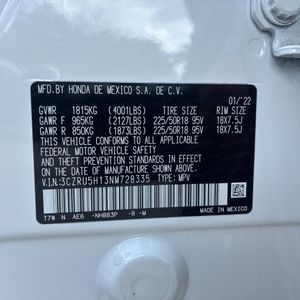 MFD.BY HONDA DE MEXICO S.A. DE C.V.
01/'22
GVWR 1815KG (4001LBS) TIRE SIZE RIM SIZE
GAWR F 965KG (2127LBS) 225/50R18 95V 18X7.5J
GAWR R 850KG (1873LBS) 225/50R18 95V 18X7.5J
THIS VEHICLE CONFORMS TO ALL APPLICABLE
FEDERAL MOTOR VEHICLE SAFETY AND THEFT
PREVENTION STANDARDS IN EFFECT ON THE DATE OF
MANUFACTURE SHOWN ABOVE.
V.I.N:3CZRU5H13NM728335 TYPE: MPV
T7W N AE6 -NH883P -R -M
MADE IN MEXICO